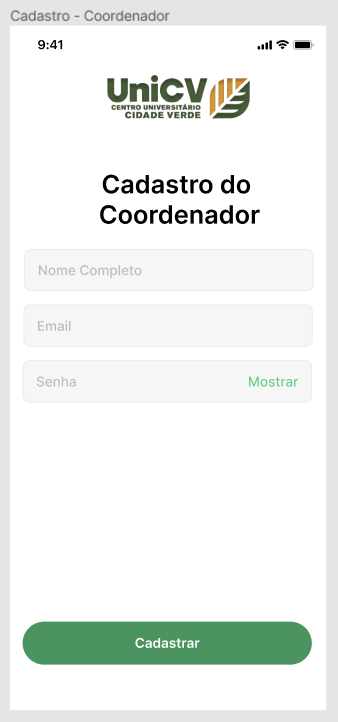 Cadastro - Coordenador
9:41
UniCV
CENTRO UNIVERSITÁRIO
CIDADE VERDE
Cadastro do
Coordenador
Nome Completo
Email
Senha Mostrar
Cadastrar